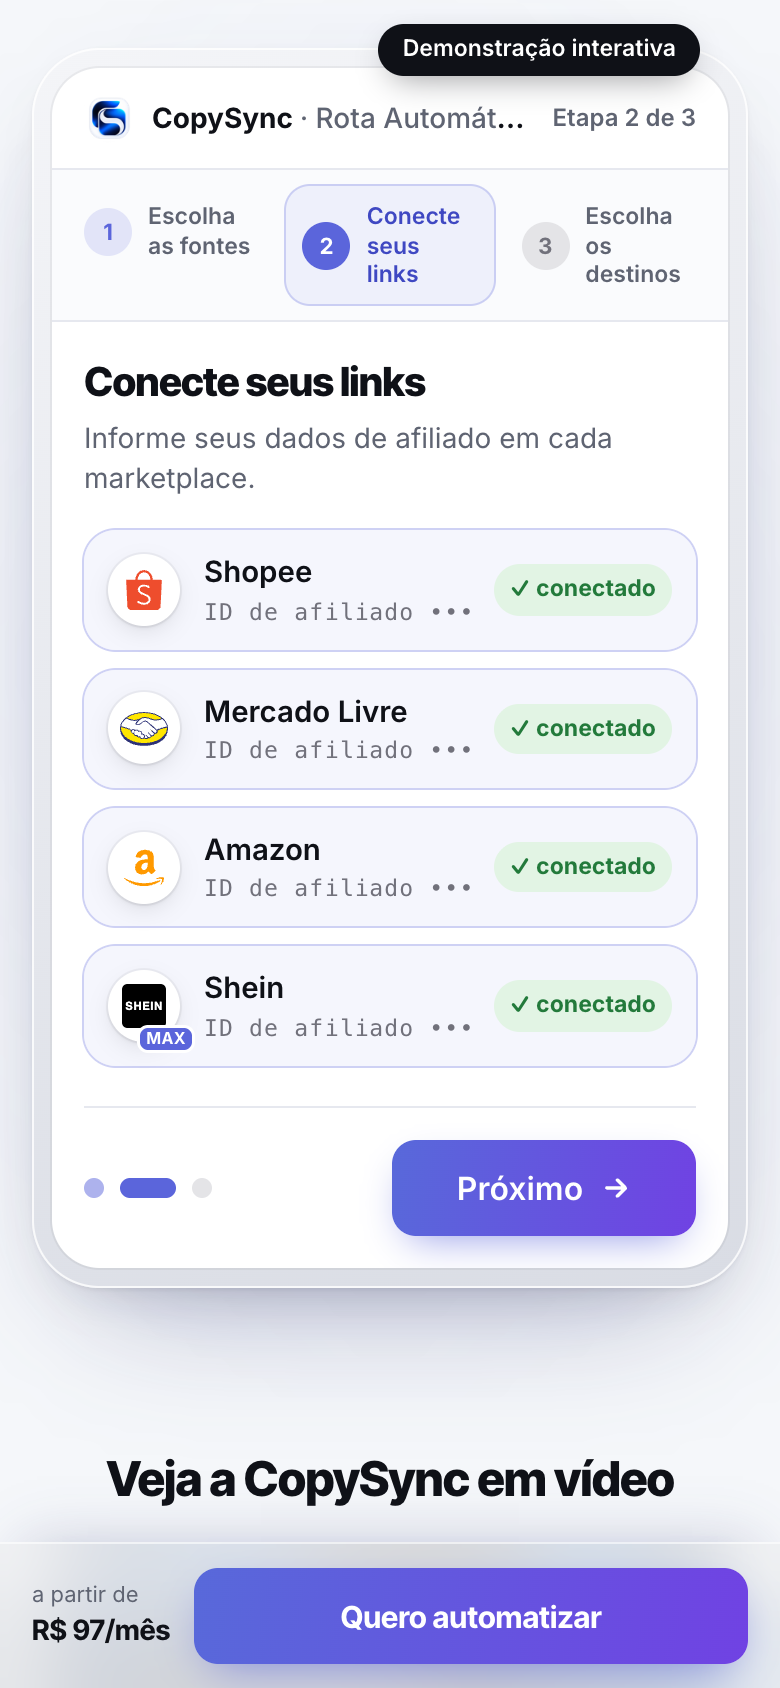 Demonstração interativa
CopySync · Rota Automát... Etapa 2 de 3
1 Escolha as fontes
2 Conecte seus links
3 Escolha os destinos
Conecte seus links
Informe seus dados de afiliado em cada
marketplace.
Shopee
ID de afiliado •••
✓ conectado
Mercado Livre
ID de afiliado •••
✓ conectado
Amazon
ID de afiliado •••
✓ conectado
SHEIN
MAX
Shein
ID de afiliado •••
✓ conectado
Próximo →
Veja a CopySync em vídeo
a partir de
R$ 97/mês
Quero automatizar